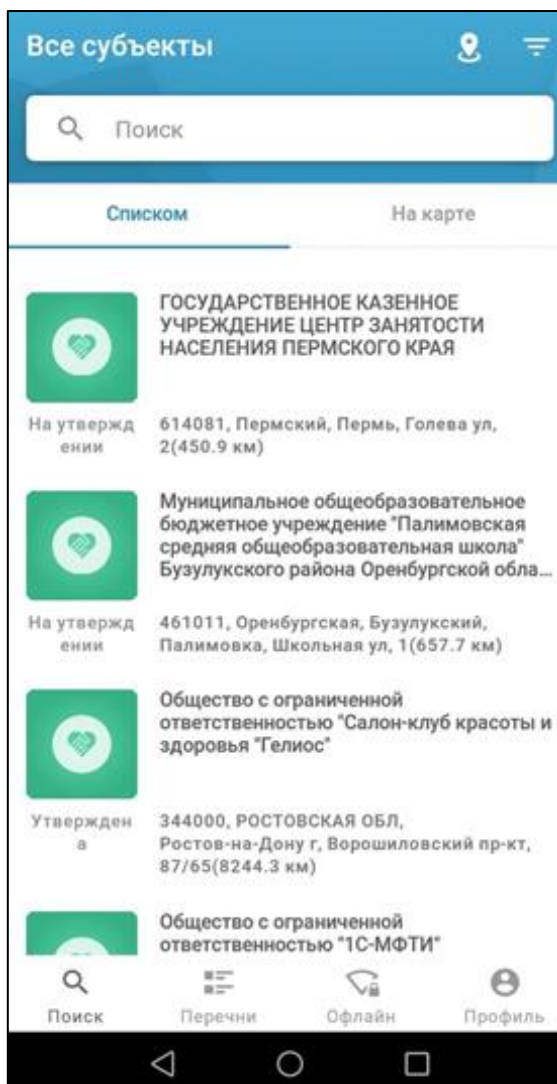 Все субъекты
Поиск
Списком
На карте
ГОСУДАРСТВЕННОЕ КАЗЕННОЕ
УЧРЕЖДЕНИЕ ЦЕНТР ЗАНЯТОСТИ
НАСЕЛЕНИЯ ПЕРМСКОГО КРАЯ
На утвержд
ении
614081, Пермский, Пермь, Голева ул,
2(450.9 км)
Муниципальное общеобразовательное
бюджетное учреждение "Палимовская
средняя общеобразовательная школа"
Бузулукского района Оренбургской обла...
На утвержд
ении
461011, Оренбургская, Бузулукский,
Палимовка, Школьная ул, 1(657.7 км)
Общество с ограниченной
ответственностью "Салон-клуб красоты и
здоровья "Гелиос"
Утвержден
а
344000, РОСТОВСКАЯ ОБЛ,
Ростов-на-Дону г, Ворошиловский пр-кт,
87/65(8244.3 км)
Общество с ограниченной
ответственностью "1С-МФТИ"
Поиск
Перечни
Офлайн
Профиль